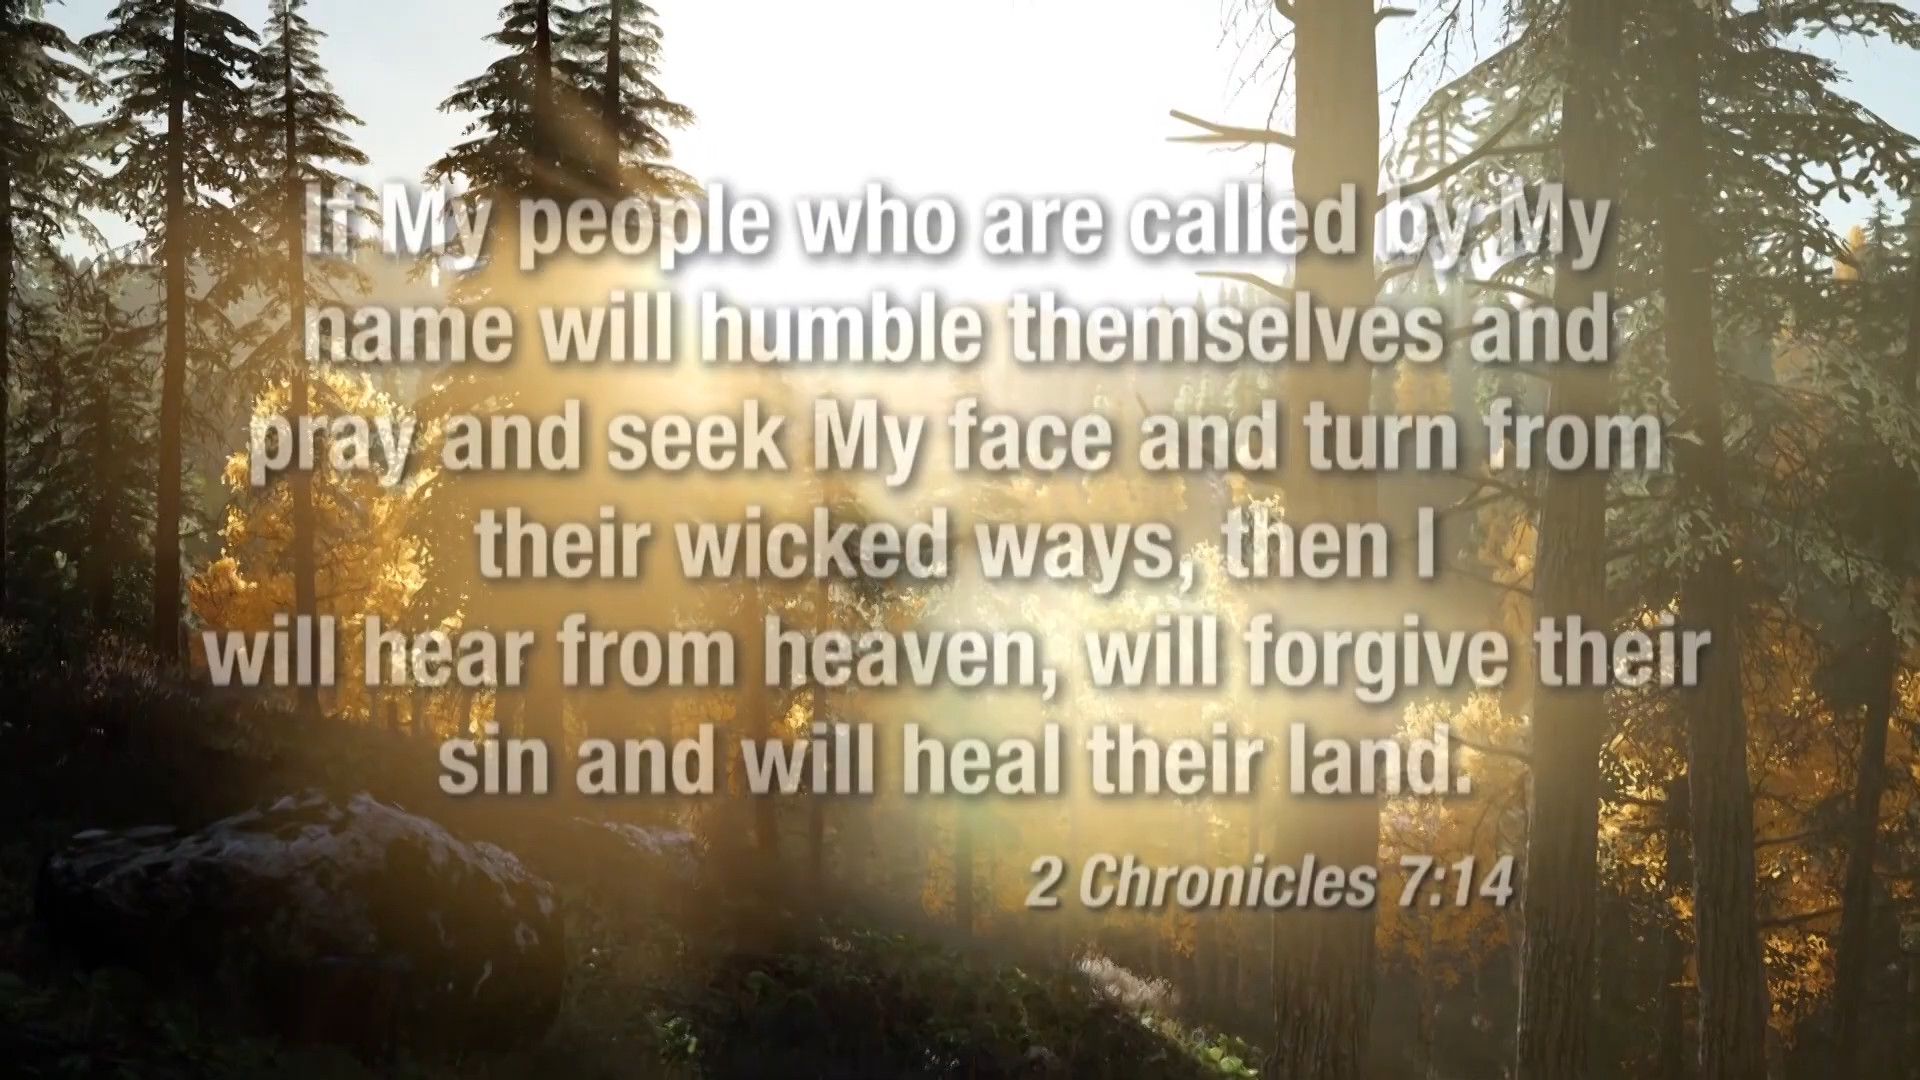 If My people who are called by My
name will humble themselves and
pray and seek My face and turn from
their wicked ways, then I
will hear from heaven, will forgive their
sin and will heal their land.
2 Chronicles 7:14